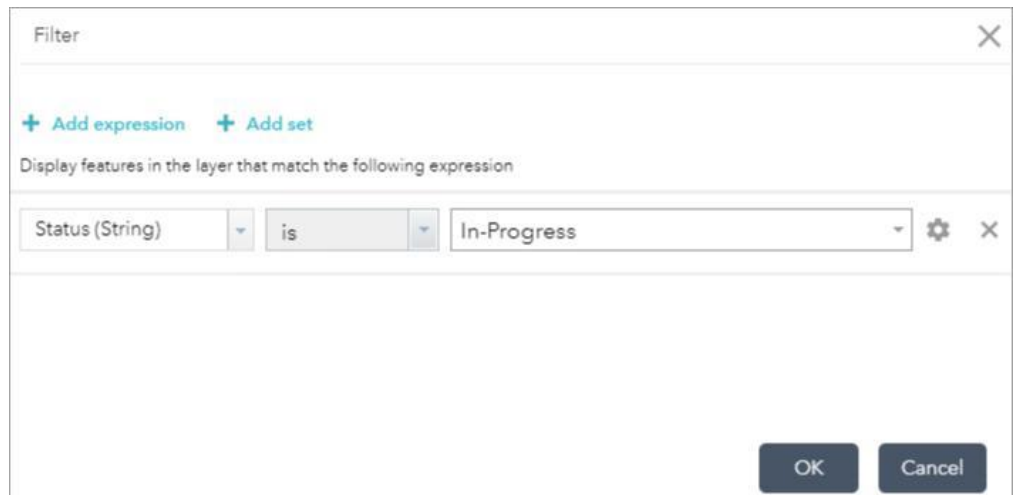 Filter
+ Add expression + Add set
Display features in the layer that match the following expression
Status (String) is In-Progress
OK Cancel